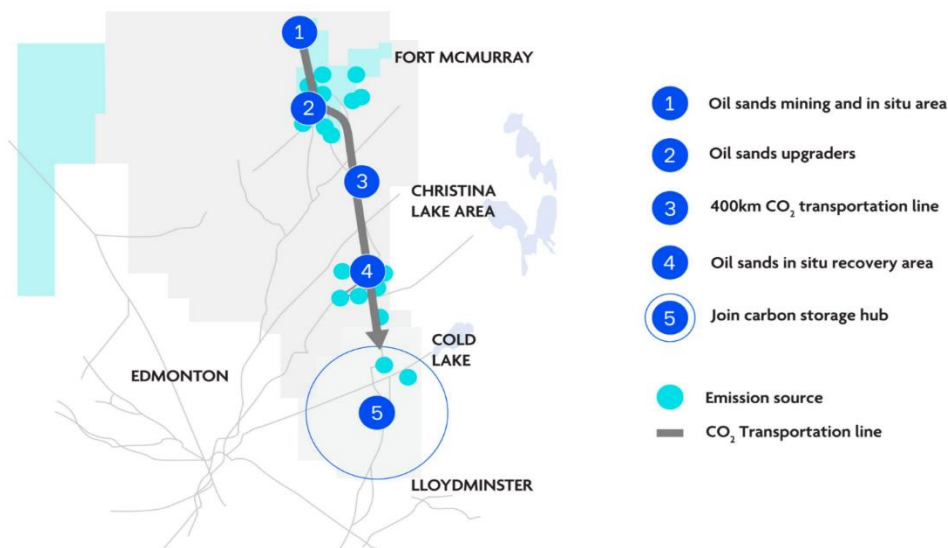 1
FORT MCMURRAY
2
3
CHRISTINA
LAKE AREA
4
COLD
LAKE
EDMONTON
5
LLOYDMINSTER
1 Oil sands mining and in situ area
2 Oil sands upgraders
3 400km CO₂ transportation line
4 Oil sands in situ recovery area
5 Join carbon storage hub
Emission source
CO₂ Transportation line